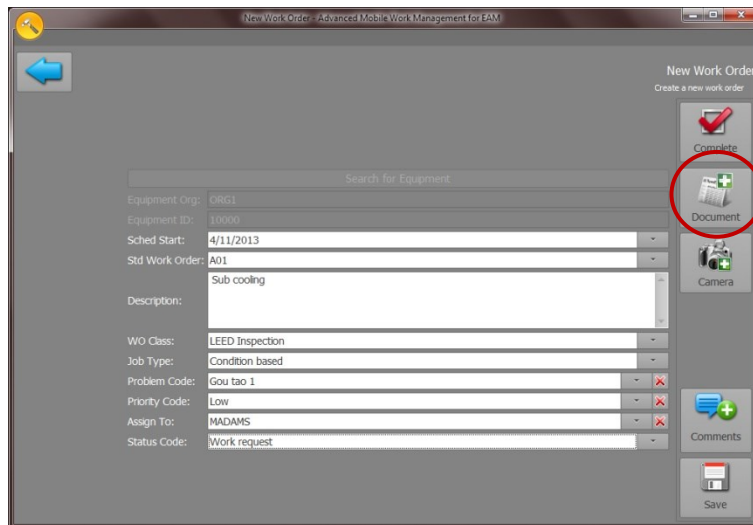 New Work Order - Advanced Mobile Work Management for EAM
New Work Order
Create a new work order
Complete
Search for Equipment
Equipment Org: ORG1
Document
Equipment ID: 10000
Sched Start: 4/11/2013
Std Work Order: A01
Sub cooling
Camera
Description:
WO Class: LEED Inspection
Job Type: Condition based
Problem Code: Gou tao 1
Priority Code: Low
Assign To: MADAMS
Comments
Status Code: Work request
Save